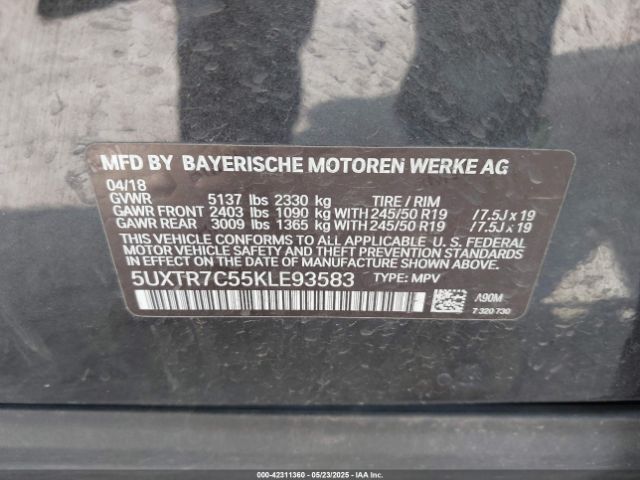 MFD BY BAYERISCHE MOTOREN WERKE AG
04/18
GVWR 5137 lbs 2330 kg TIRE / RIM
GAWR FRONT 2403 lbs 1090 kg WITH 245/50 R19 / 7.5J x 19
GAWR REAR 3009 lbs 1365 kg WITH 245/50 R19 / 7.5J x 19
THIS VEHICLE CONFORMS TO ALL APPLICABLE U. S. FEDERAL
MOTOR VEHICLE SAFETY AND THEFT PREVENTION STANDARDS
IN EFFECT ON THE DATE OF MANUFACTURE SHOWN ABOVE.
5UXTR7C55KLE93583 TYPE: MPV
A90M
7 320 730
000-42311360 - 05/23/2025 - IAAI Copyright